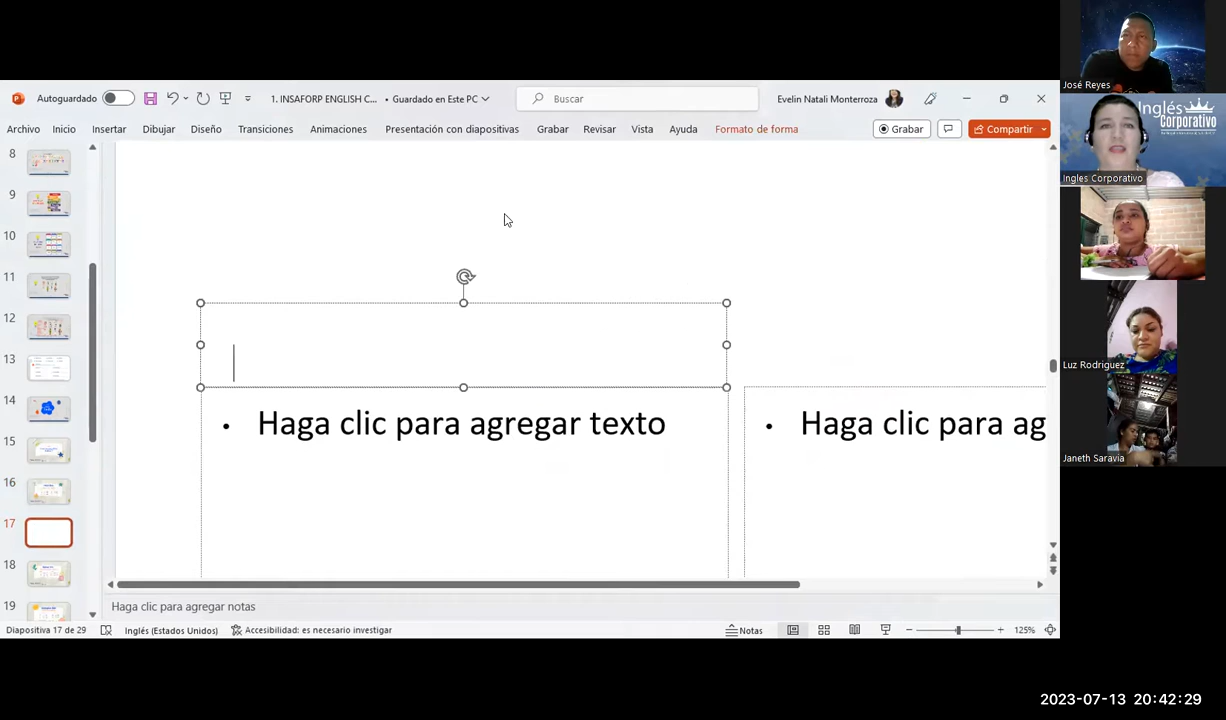 Autoguardado
1. INSAFORP ENGLISH C... • Guardado en Este PC
Buscar
Evelin Natali Monterroza
Archivo Inicio Insertar Dibujar Diseño Transiciones Animaciones Presentación con diapositivas Grabar Revisar Vista Ayuda Formato de forma
Grabar
Compartir
8
9
10
11
12
13
14
15
16
17
18
19
• Haga clic para agregar texto
• Haga clic para ag
Haga clic para agregar notas
Diapositiva 17 de 29
Inglés (Estados Unidos)
Accesibilidad: es necesario investigar
Notas
125%
José Reyes
Inglés
Corporativo
Ingles Corporativo
Luz Rodriguez
Janeth Saravia
2023-07-13 20:42:29